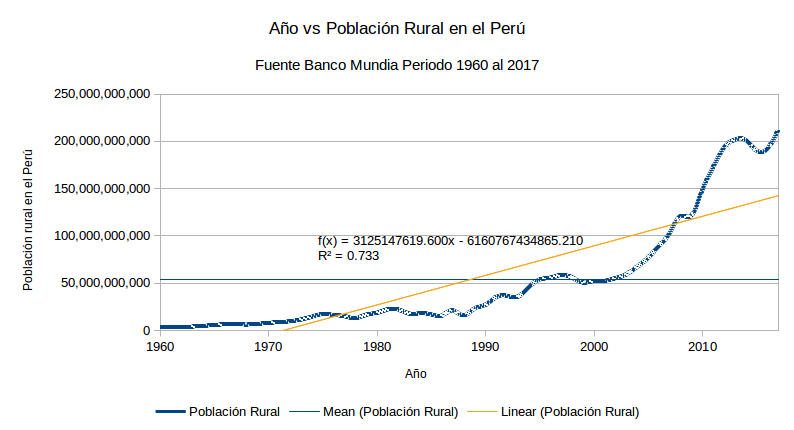 Año vs Población Rural en el Perú
Fuente Banco Mundia Periodo 1960 al 2017
250,000,000,000
200,000,000,000
150,000,000,000
100,000,000,000
50,000,000,000
0
Población rural en el Perú
f(x) = 3125147619.600x - 6160767434865.210
R² = 0.733
1960 1970 1980 1990 2000 2010
Año
Población Rural Mean (Población Rural) Linear (Población Rural)